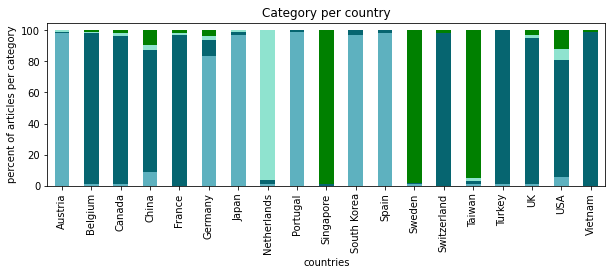 Category per country
percent of articles per category
100
80
60
40
20
0
Austria
Belgium
Canada
China
France
Germany
Japan
Netherlands
Portugal
Singapore
South Korea
Spain
Sweden
Switzerland
Taiwan
Turkey
UK
USA
Vietnam
countries